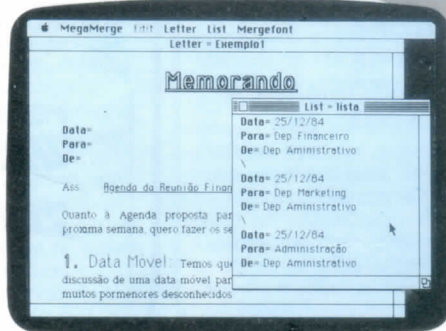 MegaMerge Edit Letter List Mergefont
Letter = Exemplo1
Memorando
Data=
Para=
De=
Ass Agenda da Reunião Finan
Quanto à Agenda proposta par
proxima semana, quero fazer os se
1. Data Móvel: Temos que
discussão de uma data móvel par
muitos pormenores desconhecidos
List = lista
Data= 25/12/84
Para= Dep Financeiro
De= Dep Aministrativo
\
Data= 25/12/84
Para= Dep Marketing
De= Dep Aministrativo
\
Data= 25/12/84
Para= Administração
De= Dep Aministrativo